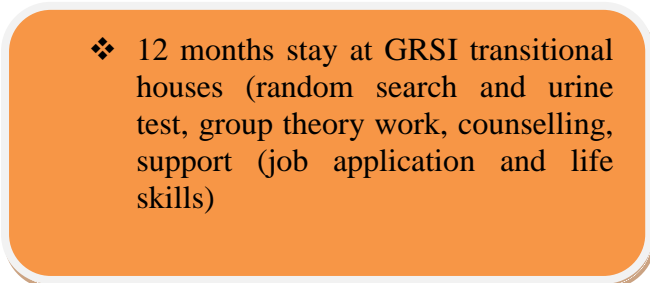 ❖ 12 months stay at GRSI transitional
houses (random search and urine
test, group theory work, counselling,
support (job application and life
skills)